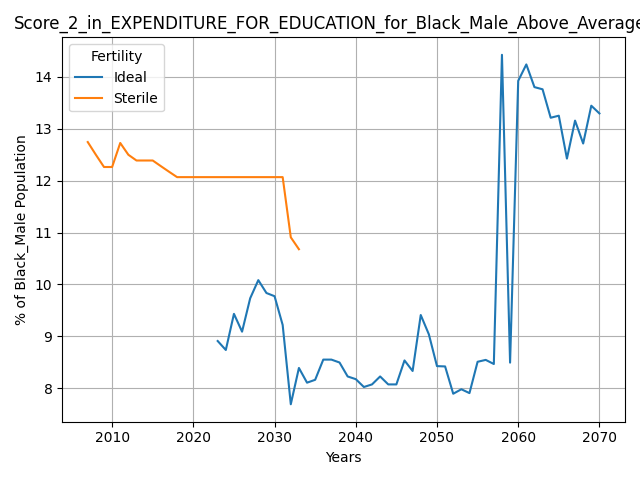 Score_2_in_EXPENDITURE_FOR_EDUCATION_for_Black_Male_Above_Average
Fertility
Ideal
Sterile
% of Black_Male Population
14
13
12
11
10
9
8
2010 2020 2030 2040 2050 2060 2070
Years